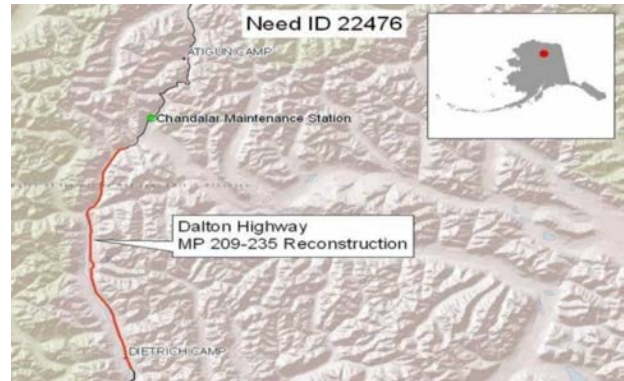 Need ID 22476
ATIGUN CAMP
Chandalar Maintenance Station
Dalton Highway
MP 209-235 Reconstruction
DIETRICH CAMP